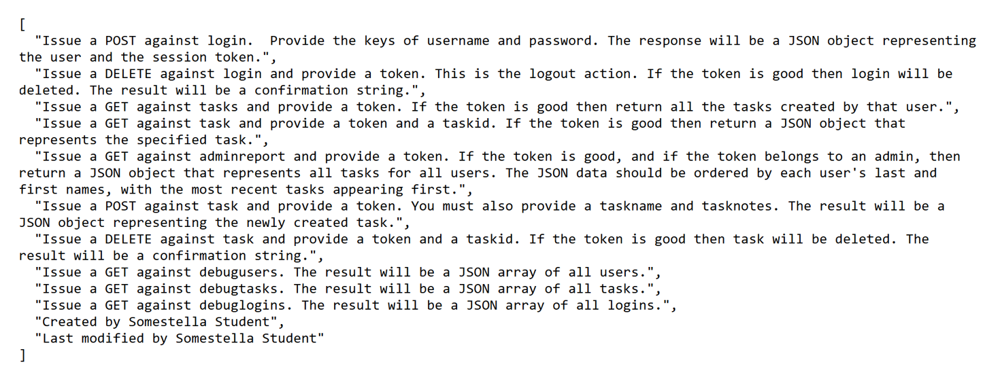 [
  "Issue a POST against login.  Provide the keys of username and password. The response will be a JSON object representing
the user and the session token.",
  "Issue a DELETE against login and provide a token. This is the logout action. If the token is good then login will be
deleted. The result will be a confirmation string.",
  "Issue a GET against tasks and provide a token. If the token is good then return all the tasks created by that user.",
  "Issue a GET against task and provide a token and a taskid. If the token is good then return a JSON object that
represents the specified task.",
  "Issue a GET against adminreport and provide a token. If the token is good, and if the token belongs to an admin, then
return a JSON object that represents all tasks for all users. The JSON data should be ordered by each user's last and
first names, with the most recent tasks appearing first.",
  "Issue a POST against task and provide a token. You must also provide a taskname and tasknotes. The result will be a
JSON object representing the newly created task.",
  "Issue a DELETE against task and provide a token and a taskid. If the token is good then task will be deleted. The
result will be a confirmation string.",
  "Issue a GET against debugusers. The result will be a JSON array of all users.",
  "Issue a GET against debugtasks. The result will be a JSON array of all tasks.",
  "Issue a GET against debuglogins. The result will be a JSON array of all logins.",
  "Created by Somestella Student",
  "Last modified by Somestella Student"
]